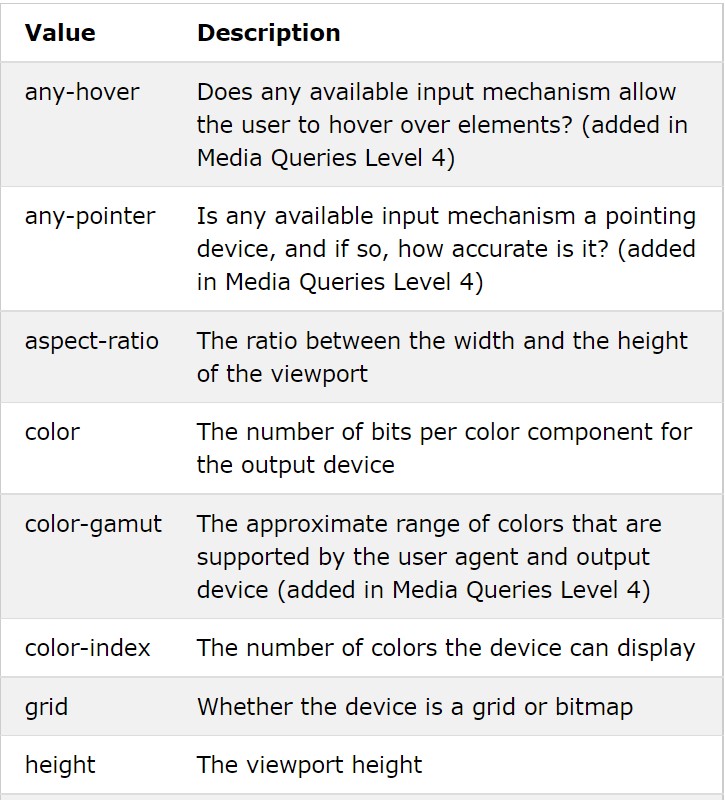 Value Description
any-hover Does any available input mechanism allow
the user to hover over elements? (added in
Media Queries Level 4)
any-pointer Is any available input mechanism a pointing
device, and if so, how accurate is it? (added
in Media Queries Level 4)
aspect-ratio The ratio between the width and the height
of the viewport
color The number of bits per color component for
the output device
color-gamut The approximate range of colors that are
supported by the user agent and output
device (added in Media Queries Level 4)
color-index The number of colors the device can display
grid Whether the device is a grid or bitmap
height The viewport height